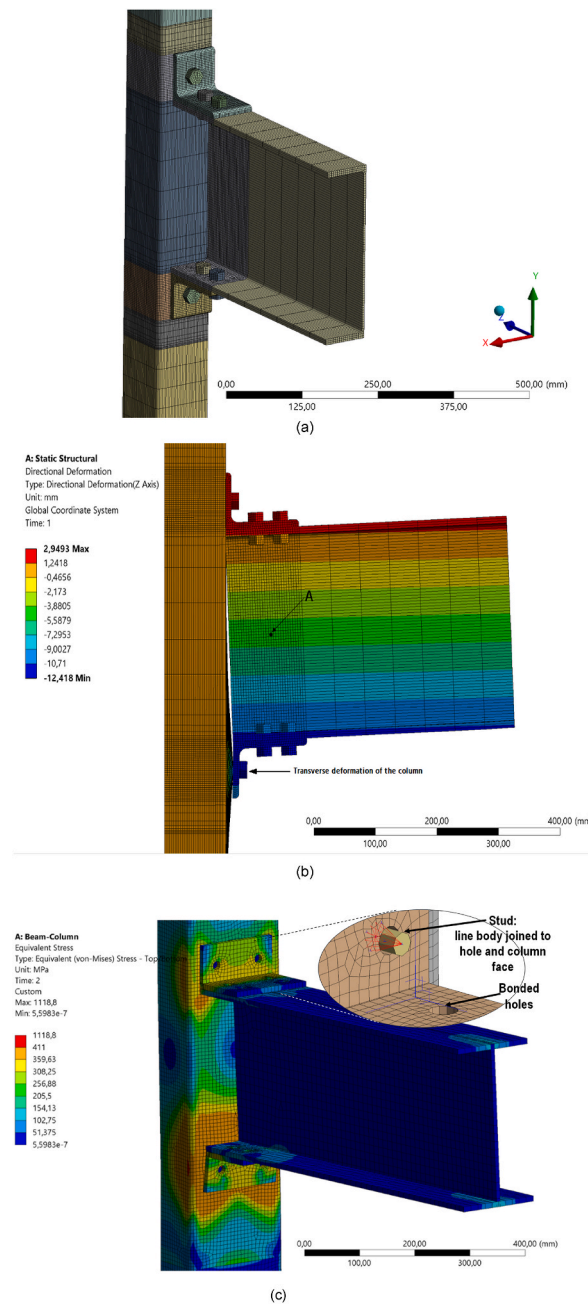 Y
Z
X
0,00 250,00 500,00 (mm)
125,00 375,00
(a)
A: Static Structural
Directional Deformation
Type: Directional Deformation(Z Axis)
Unit: mm
Global Coordinate System
Time: 1
2,9493 Max
1,2418
-0,4656
-2,173
-3,8805
-5,5879
-7,2953
-9,0027
-10,71
-12,418 Min
A
Transverse deformation of the column
0,00 200,00 400,00 (mm
100,00 300,00
(b)
A: Beam-Column
Equivalent Stress
Type: Equivalent (von-Mises) Stress - Top
Unit: MPa
Time: 2
Custom
Max: 1118,8
Min: 5,5983e-7
1118,8
411
359,63
308,25
256,88
205,5
154,13
102,75
51,375
5,5983e-7
Stud:
line body joined to
hole and column
face
Bonded
holes
0,00 200,00 400,00 (mm)
100,00 300,00
(c)